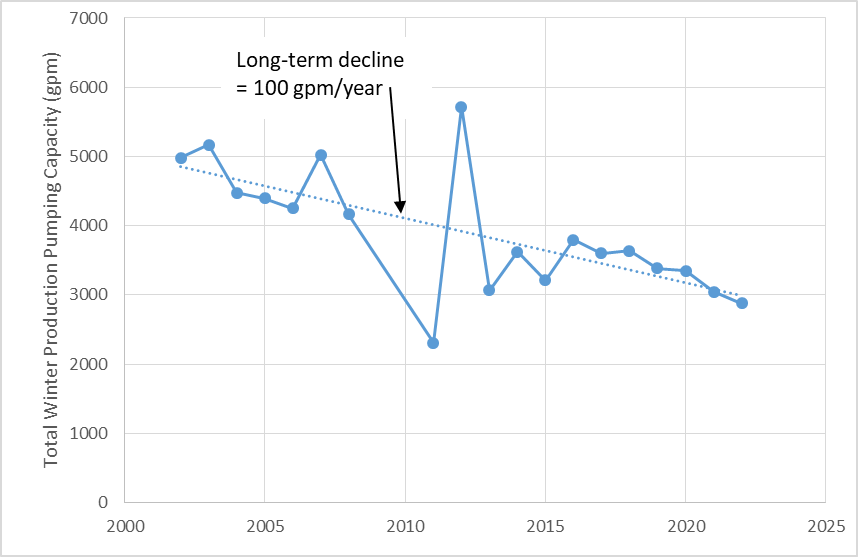 7000
6000
5000
4000
3000
2000
1000
0
Total Winter Production Pumping Capacity (gpm)
Long-term decline
= 100 gpm/year
2000 2005 2010 2015 2020 2025